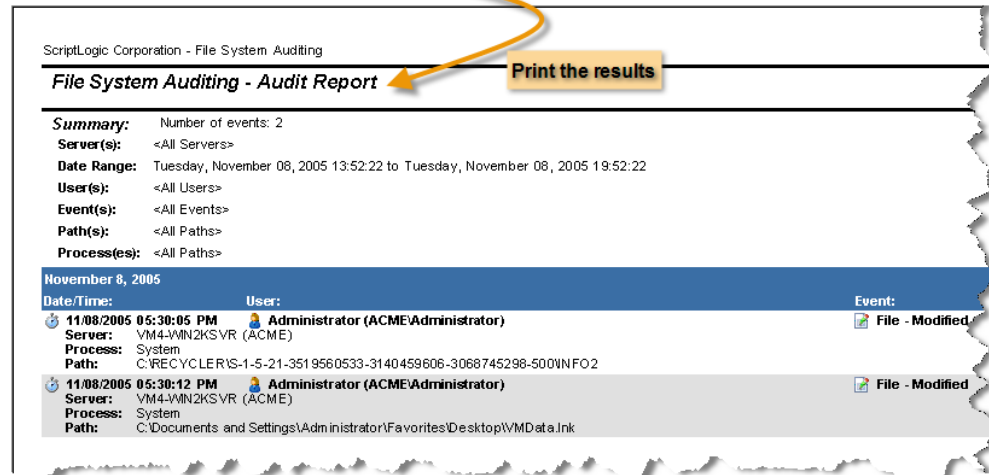 ScriptLogic Corporation - File System Auditing
Print the results
File System Auditing - Audit Report
Summary: Number of events: 2
Server(s): <All Servers>
Date Range: Tuesday, November 08, 2005 13:52:22 to Tuesday, November 08, 2005 19:52:22
User(s): <All Users>
Event(s): <All Events>
Path(s): <All Paths>
Process(es): <All Paths>
November 8, 2005
Date/Time: User: Event:
11/08/2005 05:30:05 PM Administrator (ACME\Administrator) File - Modified
Server: VM4-WIN2KSVR (ACME)
Process: System
Path: C:\RECYCLER\S-1-5-21-3519560533-3140459606-3068745298-500\INFO2
11/08/2005 05:30:12 PM Administrator (ACME\Administrator) File - Modified
Server: VM4-WIN2KSVR (ACME)
Process: System
Path: C:\Documents and Settings\Administrator\Favorites\Desktop\VMData.lnk